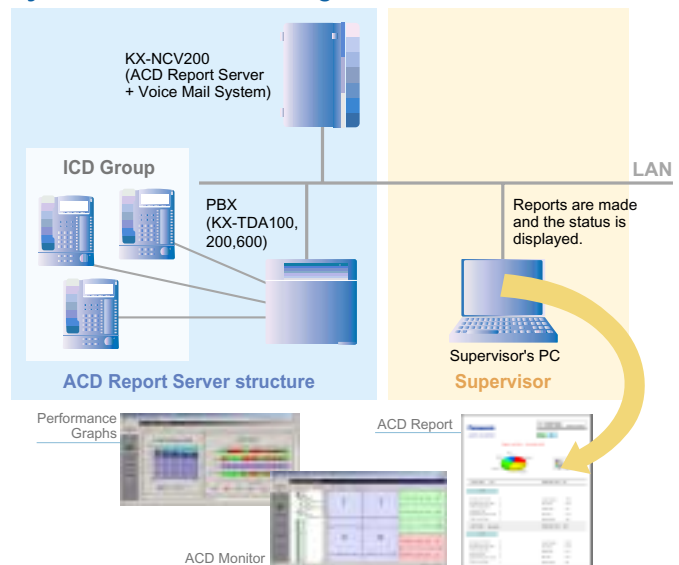 KX-NCV200
(ACD Report Server
+ Voice Mail System)
ICD Group
LAN
PBX
(KX-TDA100,
200,600)
Reports are made
and the status is
displayed.
Supervisor's PC
ACD Report Server structure
Supervisor
Performance
Graphs
ACD Report
Panasonic
ACD Monitor